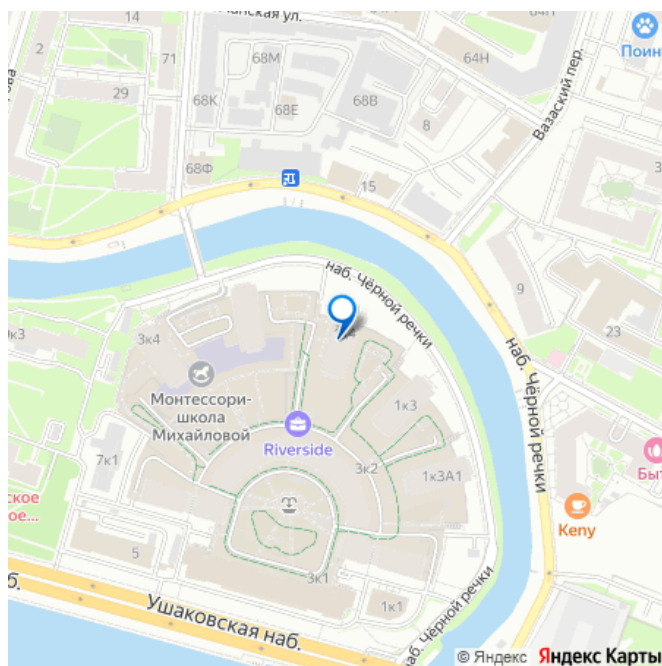 14
64Н
2
71
68М
64Н
Поин
29
68К
68Е
68В
8
Вазаский пер.
68Ф
15
наб. Чёрной речки
9
23
3к4
Монтессори-
школа
Михайловой
1к3
наб. Чёрной речки
Riverside
3к2
1к3А1
7к1
Быт
Keny
5
3к1
1к1
Ушаковская наб.
наб. Чёрной речки
© Яндекс Яндекс Карты